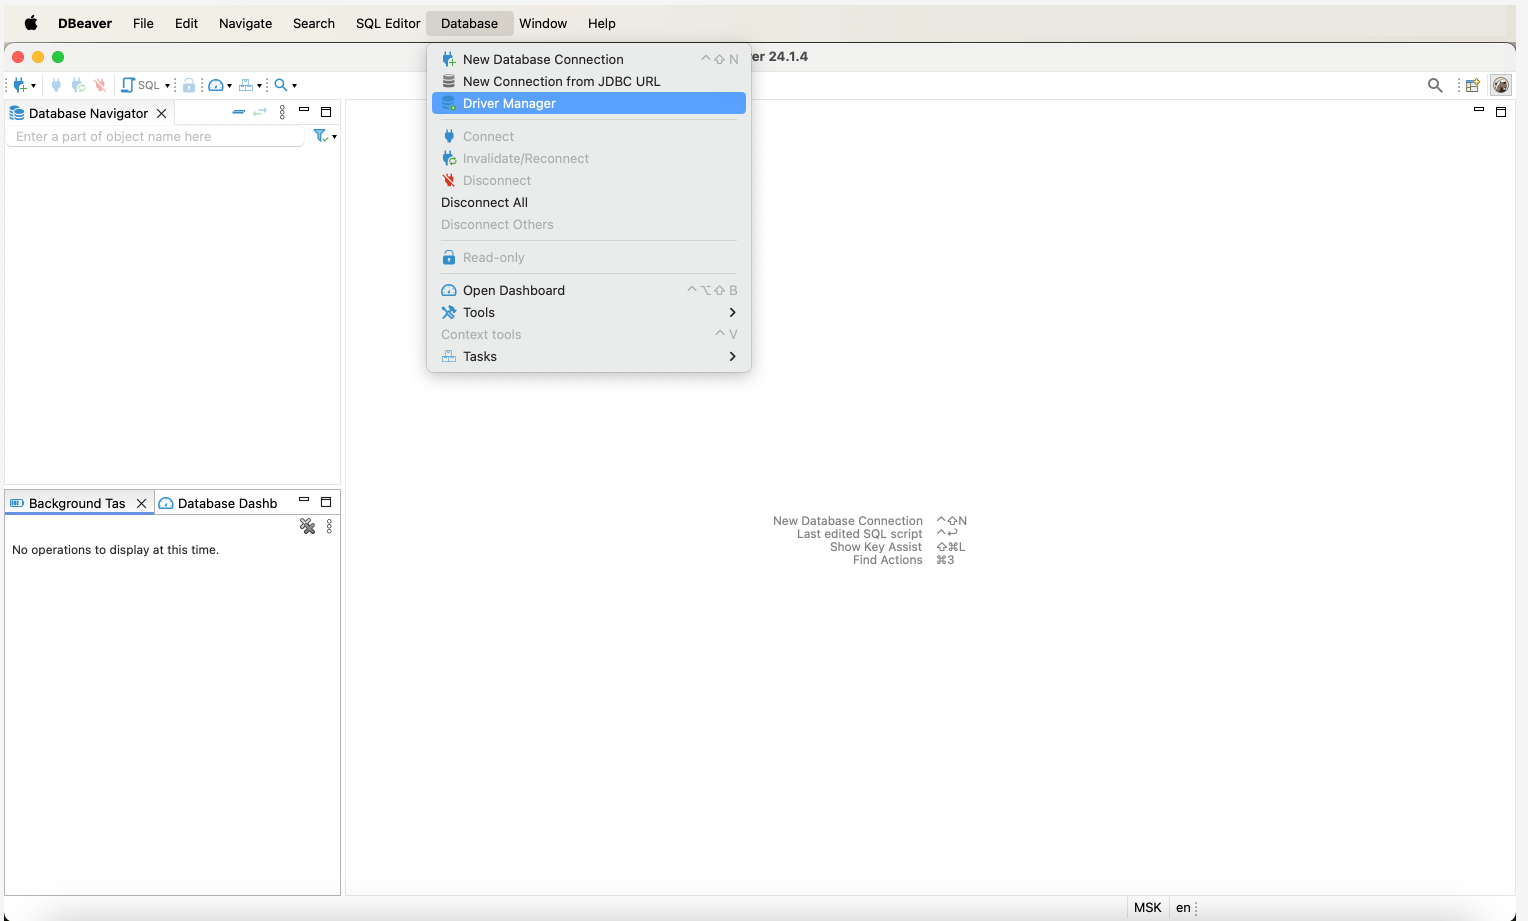 DBeaver File Edit Navigate Search SQL Editor Database Window Help
er 24.1.4
SQL
Database Navigator
Enter a part of object name here
New Database Connection ^⇧ N
New Connection from JDBC URL
Driver Manager
Connect
Invalidate/Reconnect
Disconnect
Disconnect All
Disconnect Others
Read-only
Open Dashboard ^⌥⇧ B
Tools
Context tools ^ V
Tasks
Background Tas
Database Dashb
No operations to display at this time.
New Database Connection ^⇧N
Last edited SQL script ^↩
Show Key Assist ⇧⌘L
Find Actions ⌘3
MSK en